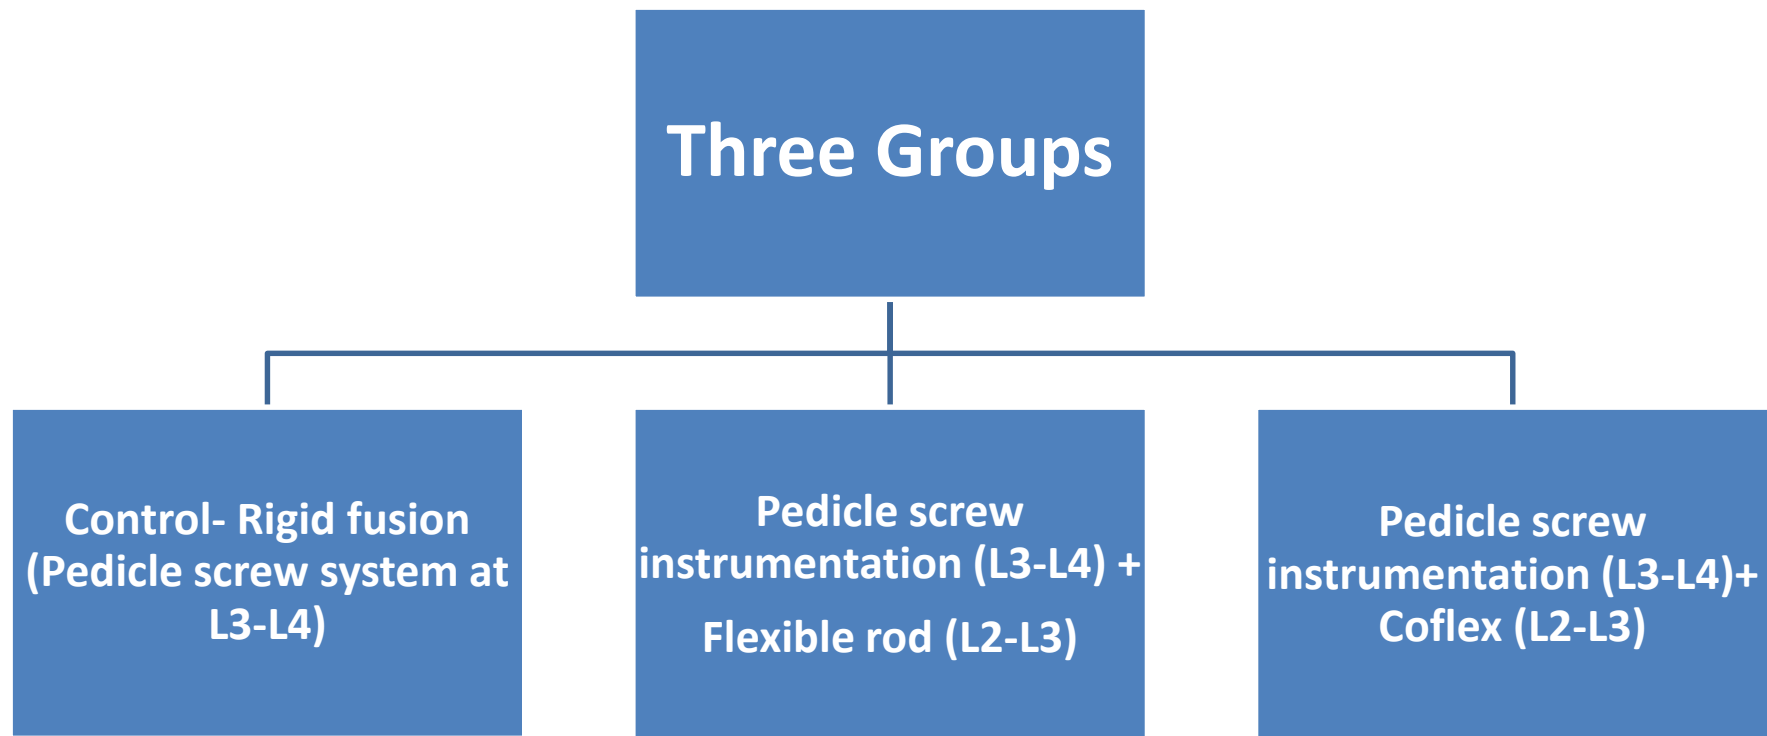 Three Groups
Control- Rigid fusion
(Pedicle screw system at
L3-L4)
Pedicle screw
instrumentation (L3-L4) +
Flexible rod (L2-L3)
Pedicle screw
instrumentation (L3-L4)+
Coflex (L2-L3)